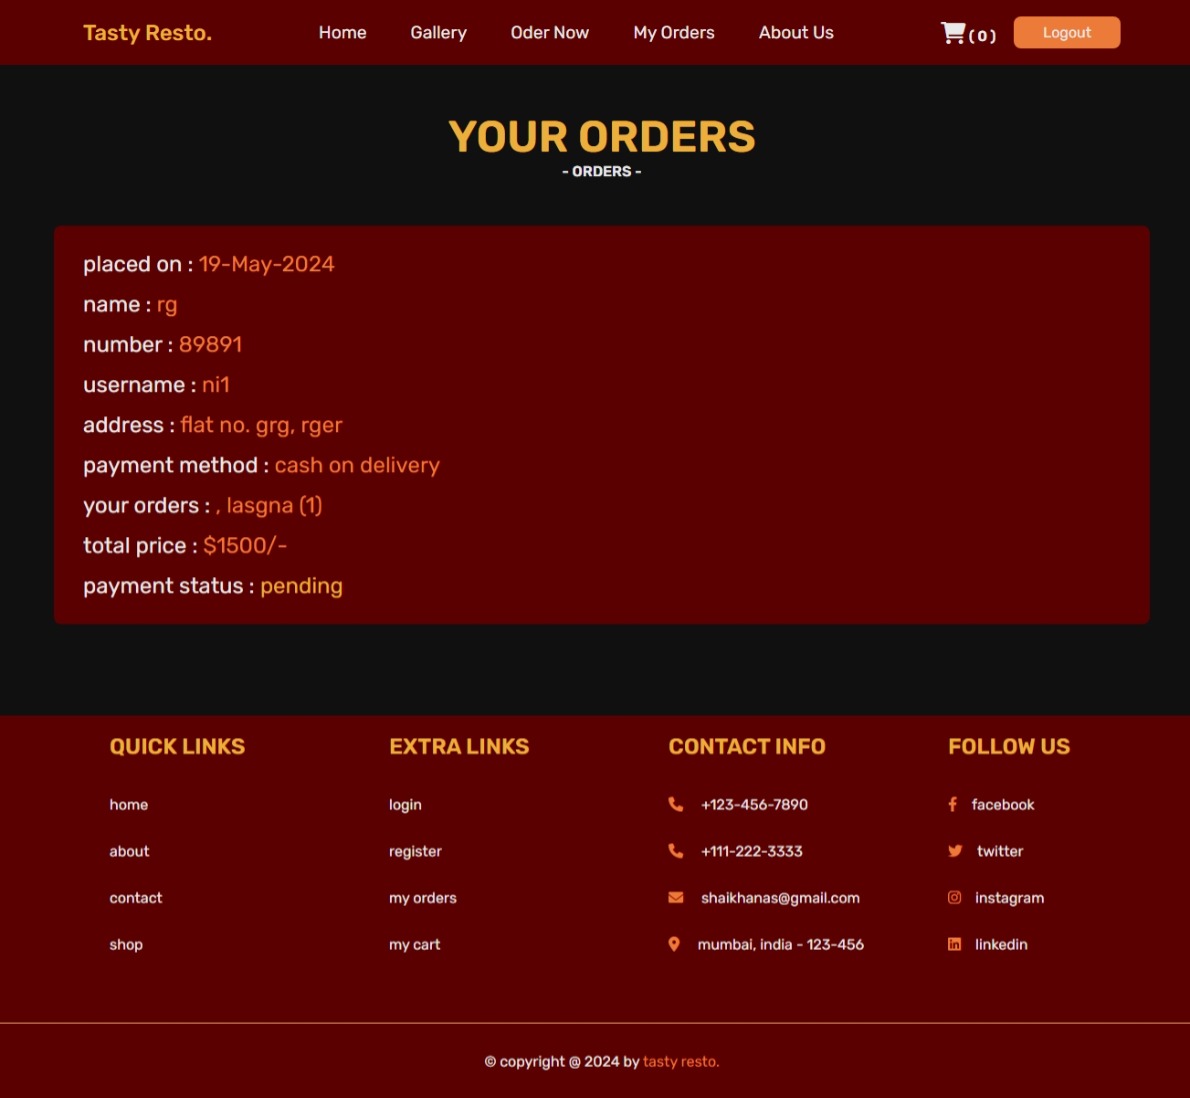 Tasty Resto. Home Gallery Oder Now My Orders About Us (0) Logout
YOUR ORDERS
- ORDERS -
placed on : 19-May-2024
name : rg
number : 89891
username : ni1
address : flat no. grg, rger
payment method : cash on delivery
your orders : , lasgna (1)
total price : $1500/-
payment status : pending
QUICK LINKS
home
about
contact
shop
EXTRA LINKS
login
register
my orders
my cart
CONTACT INFO
+123-456-7890
+111-222-3333
shaikhanas@gmail.com
mumbai, india - 123-456
FOLLOW US
facebook
twitter
instagram
linkedin
© copyright @ 2024 by tasty resto.